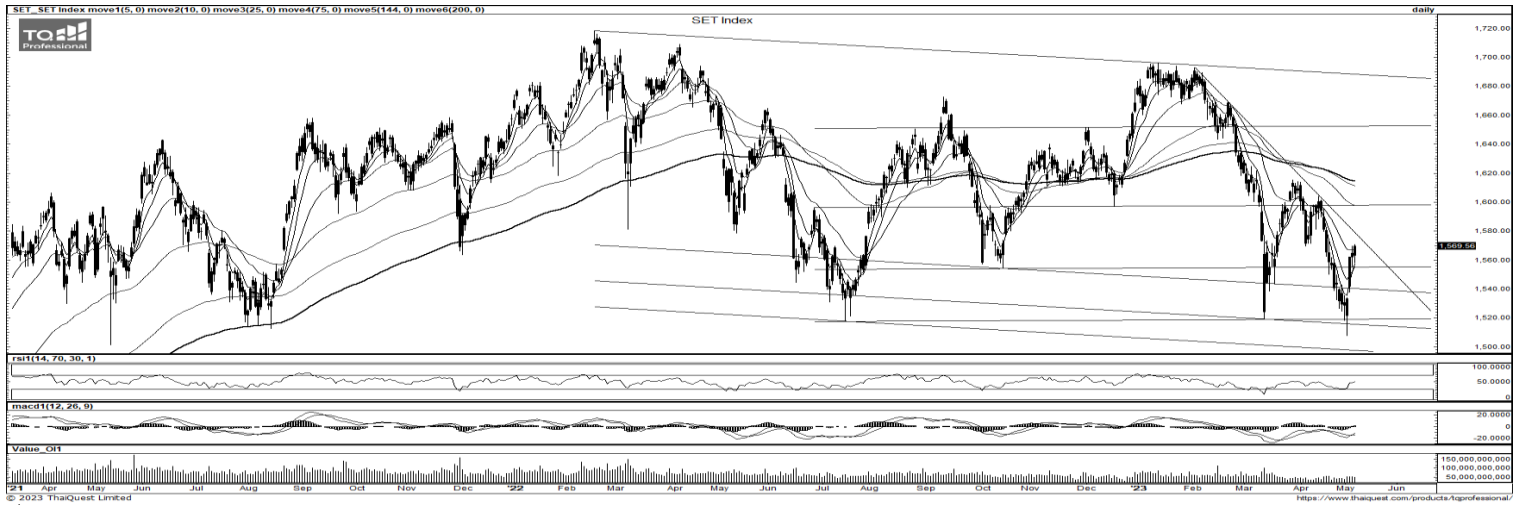 SET_SET Index move1(5, 0) move2(10, 0) move3(25, 0) move4(75, 0) move5(144, 0) move6(200, 0) daily
SET Index
TQ
Professional
1,720.00
1,700.00
1,680.00
1,660.00
1,640.00
1,620.00
1,600.00
1,580.00
1,569.56
1,560.00
1,540.00
1,520.00
1,500.00
rsi1(14, 70, 30, 1)
100.0000
50.0000
0
macd1(12, 26, 9)
20.0000
0
-20.0000
Value_OI1
150,000,000,000
100,000,000,000
50,000,000,000
'21 Apr May Jun Jul Aug Sep Oct Nov Dec '22 Feb Mar Apr May Jun Jul Aug Sep Oct Nov Dec '23 Feb Mar Apr May Jun
© 2023 ThaiQuest Limited https://www.thaiquest.com/products/tqprofessional/